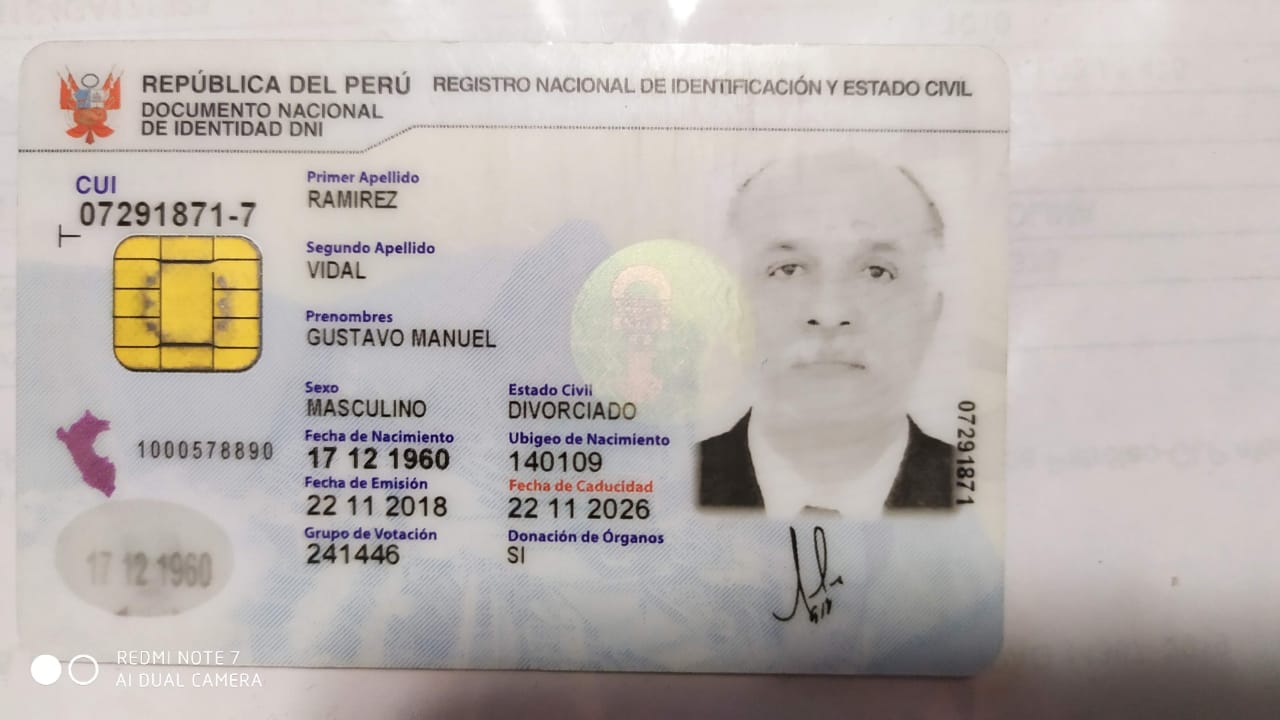 REPÚBLICA DEL PERÚ REGISTRO NACIONAL DE IDENTIFICACIÓN Y ESTADO CIVIL
DOCUMENTO NACIONAL
DE IDENTIDAD DNI
CUI
07291871-7
Primer Apellido
RAMIREZ
Segundo Apellido
VIDAL
Prenombres
GUSTAVO MANUEL
Sexo Estado Civil
MASCULINO DIVORCIADO
Fecha de Nacimiento Ubigeo de Nacimiento
17 12 1960 140109
Fecha de Emisión Fecha de Caducidad
22 11 2018 22 11 2026
Grupo de Votación Donación de Órganos
241446 SI
1000578890
17 12 1960
07291871
REDMI NOTE 7
AI DUAL CAMERA